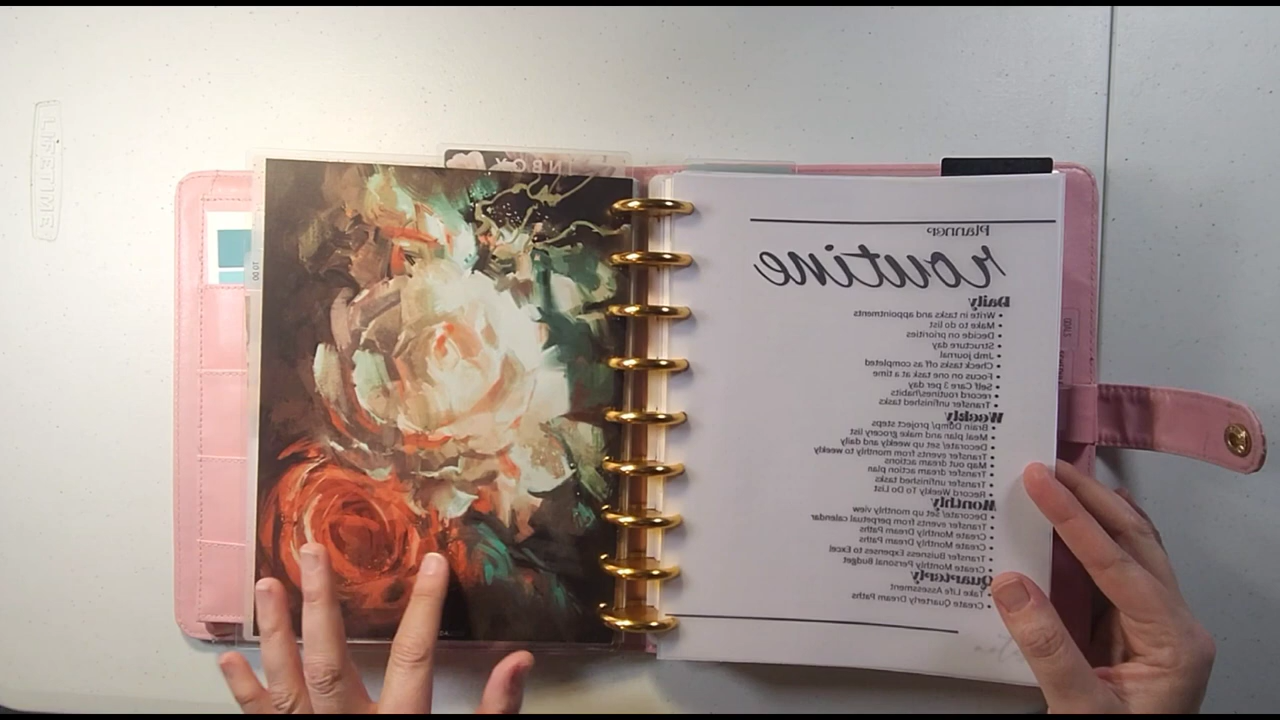 LIFETIME
INBOX
Planner
routine
Daily
• Write in tasks and appointments
• Make to do list
• Decide on priorities
• Structure day
• Jmb journal
• Check tasks off as completed
• Focus on one task at a time
• Self Care 3 per day
• record routines/habits
• Transfer unfinished tasks
Weekly
• Brain Dump/ project steps
• Meal plan and make grocery list
• Decorate/ set up weekly and daily
• Transfer events from monthly to weekly
• Map out dream actions
• Transfer dream action plan
• Transfer unfinished tasks
• Record Weekly To Do List
Monthly
• Decorate/ set up monthly view
• Transfer events from perpetual calendar
• Create Monthly Dream Paths
• Create Monthly Dream Paths
• Transfer Buisness Expenses to Excel
• Create Monthly Personal Budget
Quarterly
• Take Life Assessment
• Create Quarterly Dream Paths